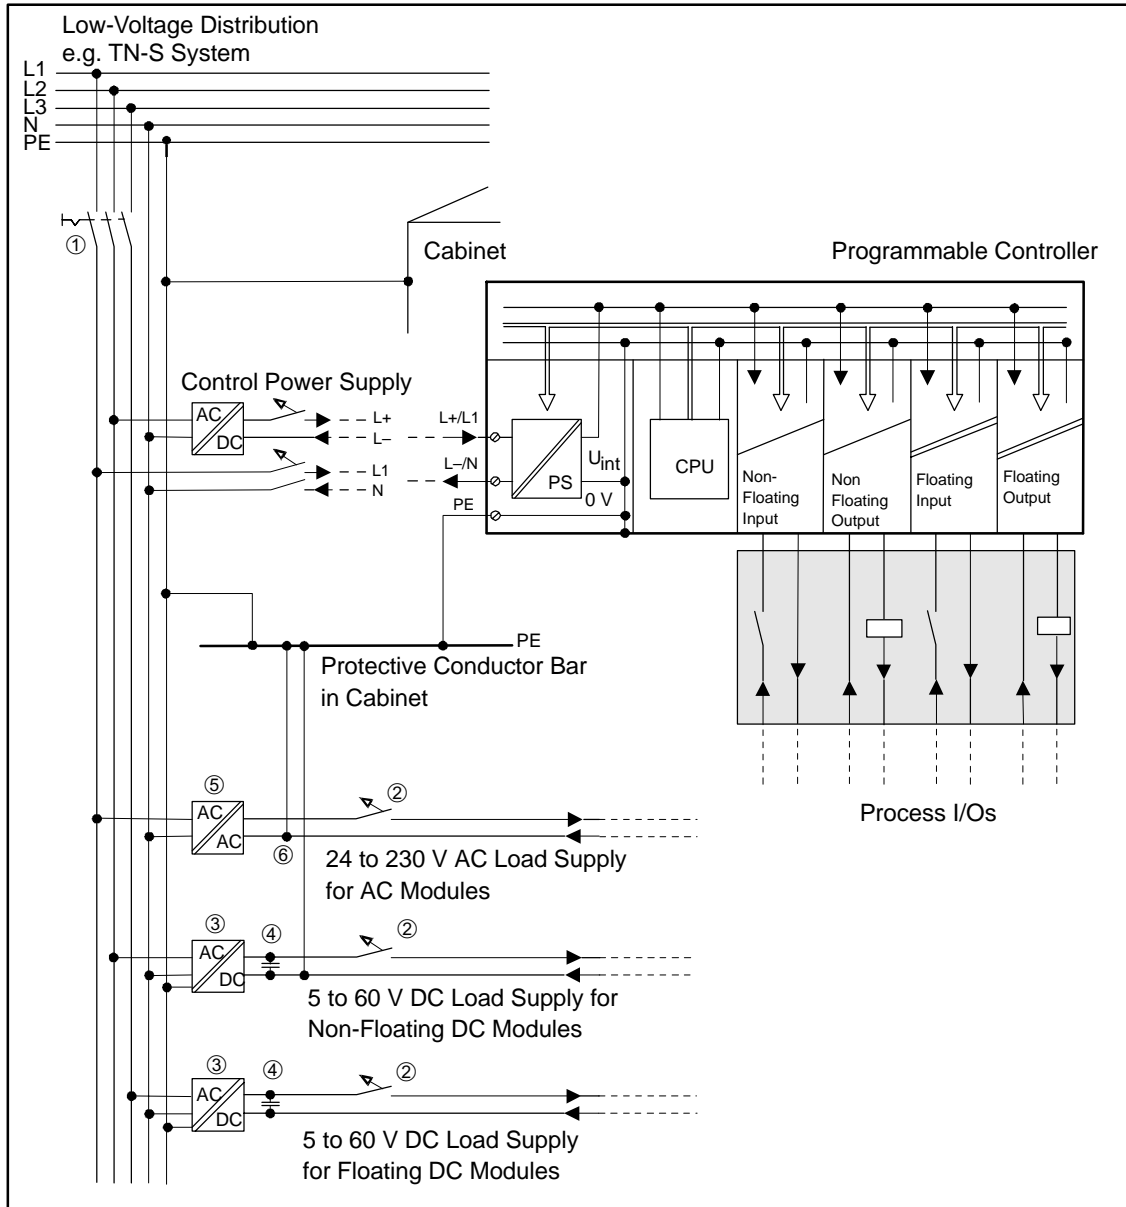 Low-Voltage Distribution
e.g. TN-S System
L1
L2
L3
N
PE
①
Cabinet
Programmable Controller
Control Power Supply
AC
DC
L+
L–
L1
N
L+/L1
L–/N
PE
PS
Uint
0 V
CPU
Non-
Floating
Input
Non
Floating
Output
Floating
Input
Floating
Output
PE
Protective Conductor Bar
in Cabinet
Process I/Os
⑤
②
AC
AC
⑥
24 to 230 V AC Load Supply
for AC Modules
③
④
②
AC
DC
5 to 60 V DC Load Supply for
Non-Floating DC Modules
③
④
②
AC
DC
5 to 60 V DC Load Supply
for Floating DC Modules